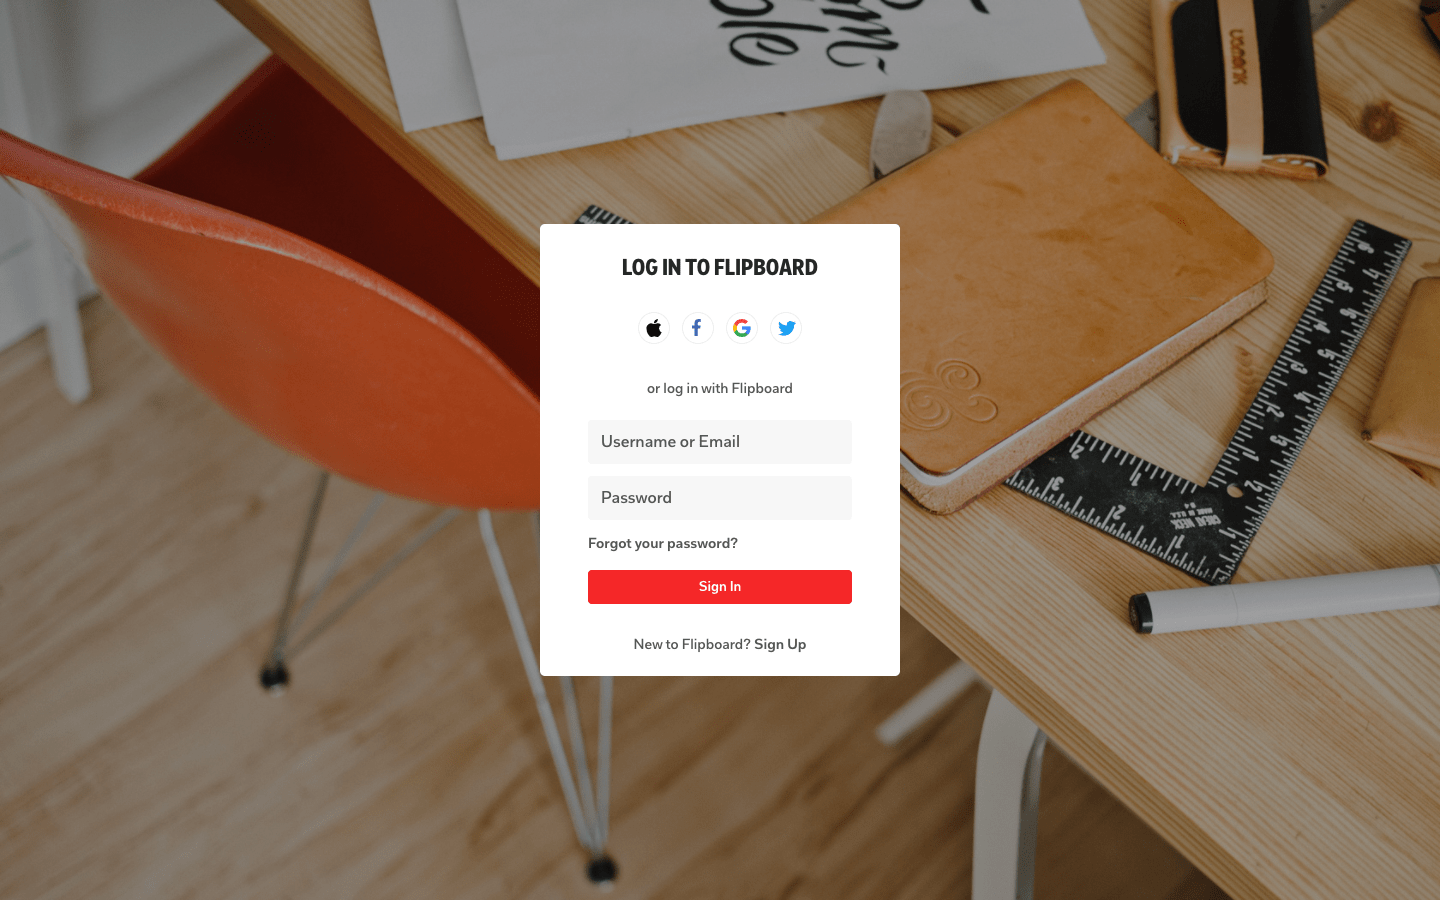 LOG IN TO FLIPBOARD
or log in with Flipboard
Username or Email
Password
Forgot your password?
Sign In
New to Flipboard? Sign Up